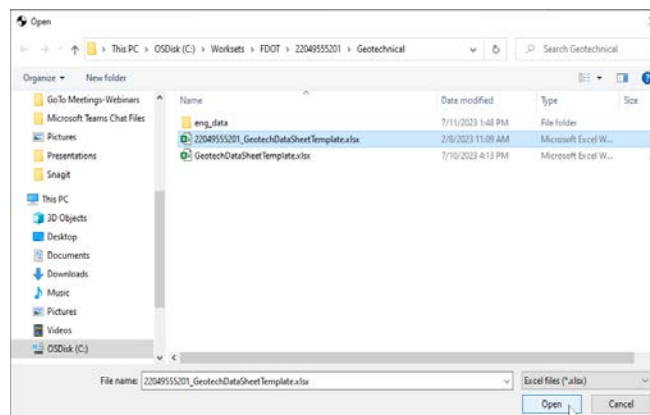 Open
This PC > OSDisk (C:) > Worksets > FDOT > 22049555201 > Geotechnical
Search Geotechnical
Organize New folder
Name Date modified Type Size
GoTo Meetings-Webinars
Microsoft Teams Chat Files
Pictures
Presentations
Snagit
This PC
3D Objects
Desktop
Documents
Downloads
Music
Pictures
Videos
OSDisk (C:)
eng_data 7/11/2023 1:48 PM File folder
22049555201_GeotechDataSheetTemplate.xlsx 2/8/2023 11:09 AM Microsoft Excel W...
GeotechDataSheetTemplate.xlsx 7/10/2023 4:13 PM Microsoft Excel W...
File name: 22049555201_GeotechDataSheetTemplate.xlsx Excel files (*.xlsx)
Open Cancel